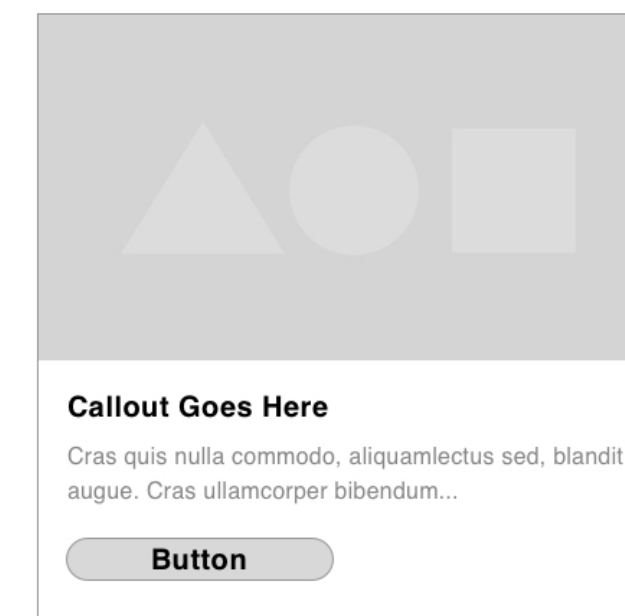 Callout Goes Here
Cras quis nulla commodo, aliquamlectus sed, blandit
augue. Cras ullamcorper bibendum...
Button